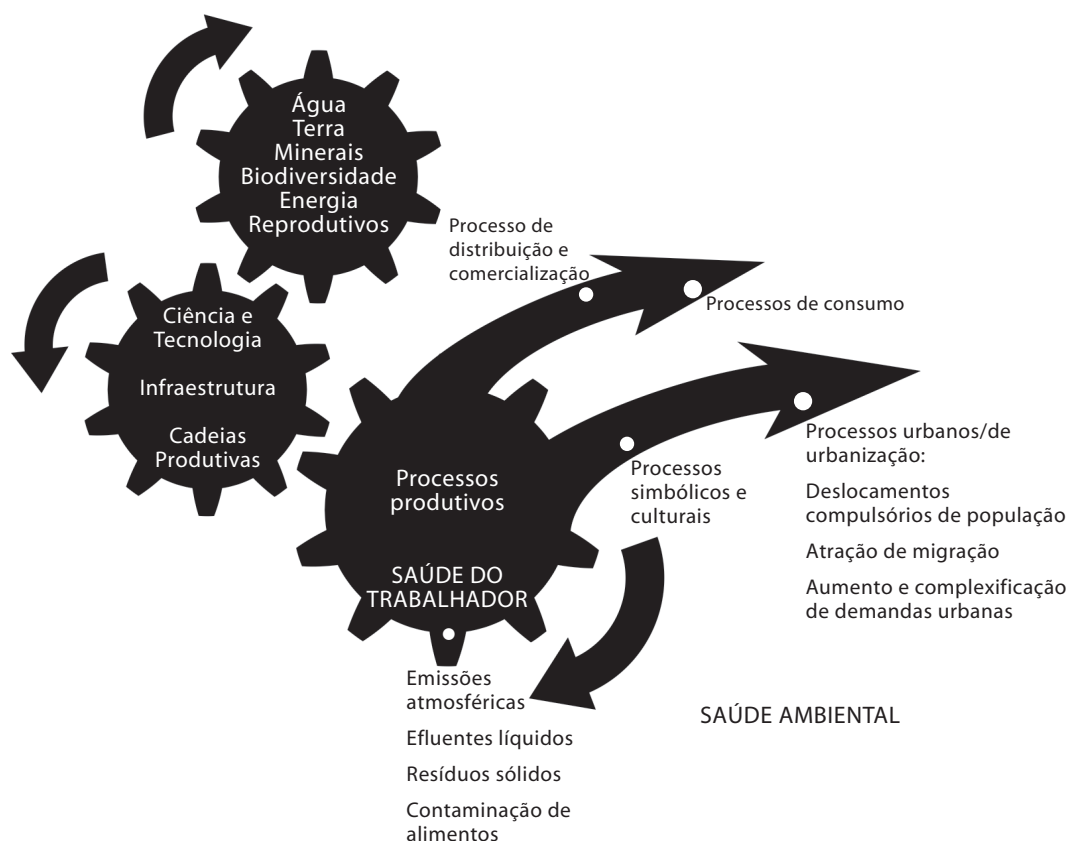 Água
Terra
Minerais
Biodiversidade
Energia
Reprodutivos
Processo de
distribuição e
comercialização
Processos de consumo
Ciência e
Tecnologia
Infraestrutura
Cadeias
Produtivas
Processos
produtivos
SAÚDE DO
TRABALHADOR
Processos
simbólicos e
culturais
Processos urbanos/de
urbanização:
Deslocamentos
compulsórios de população
Atração de migração
Aumento e complexificação
de demandas urbanas
Emissões
atmosféricas
Efluentes líquidos
Resíduos sólidos
Contaminação de
alimentos
SAÚDE AMBIENTAL